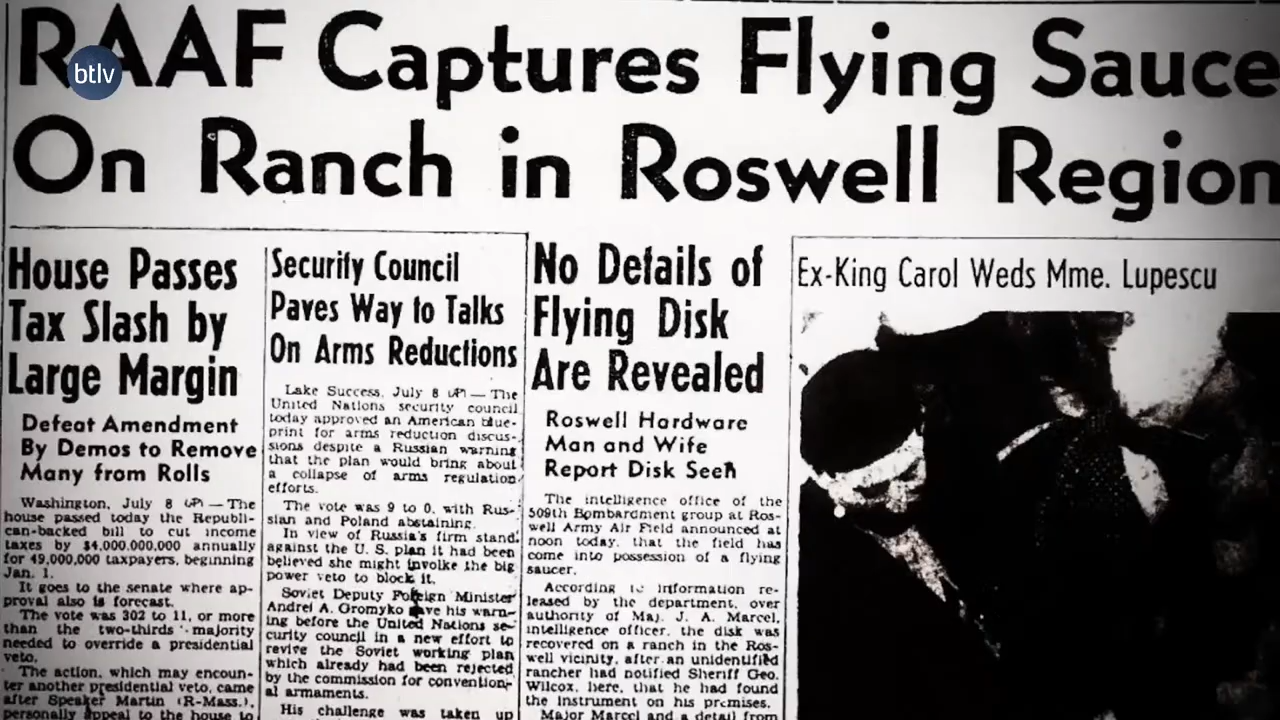 RAAF Captures Flying Sauce
On Ranch in Roswell Region
btlv
House Passes
Tax Slash by
Large Margin
Defeat Amendment
By Demos to Remove
Many from Rolls
Washington, July 8 (UP) — The
house passed today the Republi-
can-backed bill to cut income
taxes by $4,000,000,000 annually
for 49,000,000 taxpayers, beginning
Jan. 1.
It goes to the senate where ap-
proval also is forecast.
The vote was 302 to 11, or more
than the two-thirds majority
needed to override a presidential
veto.
The action, which may encoun-
ter another presidential veto, came
after Speaker Martin (R-Mass.),
personally appeal to the house to
Security Council
Paves Way to Talks
On Arms Reductions
Lake Success, July 8 (UP) — The
United Nations security council
today approved an American blue-
print for arms reduction discus-
sions despite a Russian warning
that the plan would bring about
a collapse of arms regulation
efforts.
The vote was 9 to 0, with Rus-
sian and Poland abstaining.
In view of Russia's firm stand
against the U. S. plan it had been
believed she might invoke the big
power veto to block it.
Soviet Deputy Foreign Minister
Andrei A. Gromyko gave his warn-
ing before the United Nations se-
curity council in a new effort to
revive the Soviet working plan
which already had been rejected
by the commission for convention-
al armaments.
His challenge was taken up
No Details of
Flying Disk
Are Revealed
Roswell Hardware
Man and Wife
Report Disk Seen
The intelligence office of the
509th Bombardment group at Ros-
well Army Air Field announced at
noon today, that the field has
come into possession of a flying
saucer.
According to information re-
leased by the department, over
authority of Maj. J. A. Marcel,
intelligence officer, the disk was
recovered on a ranch in the Ros-
well vicinity, after an unidentified
rancher had notified Sheriff Geo.
Wilcox, here, that he had found
the instrument on his premises.
Major Marcel and a detail from
Ex-King Carol Weds Mme. Lupescu